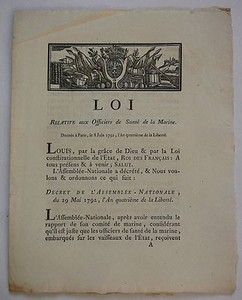 LOI
RELATIVE aux Officiers de Santé de la Marine.
Donnée à Paris, le 8 Juin 1792, l'An quatrième de la Liberté.
LOUIS, par la grâce de Dieu & par la Loi
constitutionnelle de l'Etat, ROI DES FRANÇAIS: A
tous présens & à venir; SALUT.
L'Assemblée-Nationale a décrété, & Nous vou-
lons & ordonnons ce qui suit:
DECRET DE L'ASSEMBLÉE-NATIONALE,
du 29 Mai 1792, l'An quatrième de la Liberté.
L'Assemblée-Nationale, après avoir entendu le
rapport de son comité de marine, considérant
qu'il est juste que les officiers de santé de la marine,
embarqués sur les vaisseaux de l'Etat, reçoivent
A